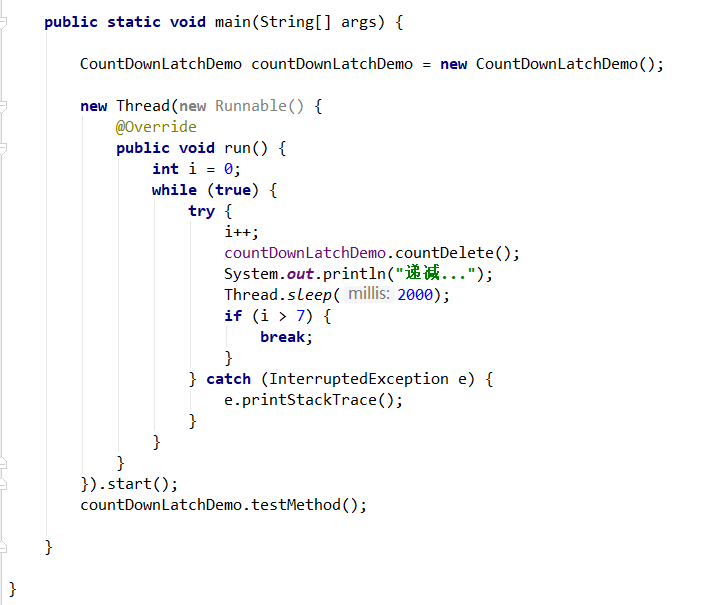 public static void main(String[] args) {
CountDownLatchDemo countDownLatchDemo = new CountDownLatchDemo();
new Thread(new Runnable() {
@Override
public void run() {
int i = 0;
while (true) {
try {
i++;
countDownLatchDemo.countDelete();
System.out.println("递减...");
Thread.sleep( millis: 2000);
if (i > 7) {
break;
}
} catch (InterruptedException e) {
e.printStackTrace();
}
}
}
}).start();
countDownLatchDemo.testMethod();
}
}